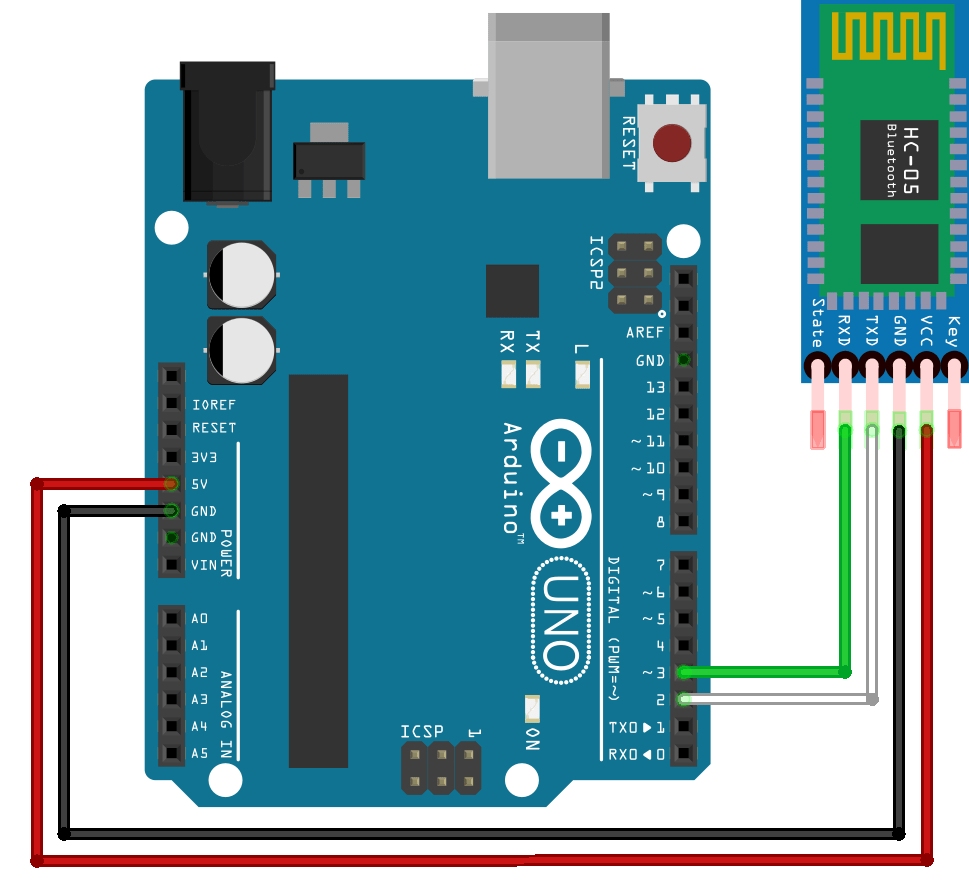 RESET
ICSP2
AREF
GND
RX
TX
L
13
12
~11
~10
~9
8
IOREF
RESET
3V3
5V
GND
GND
VIN
POWER
Arduino™
UNO
DIGITAL (PWM=~)
7
~6
~5
4
~3
2
TX0▶1
RX0◀0
A0
A1
A2
A3
A4
A5
ANALOG IN
ICSP
1
ON
HC-05
Bluetooth
State
RXD
TXD
GND
VCC
Key